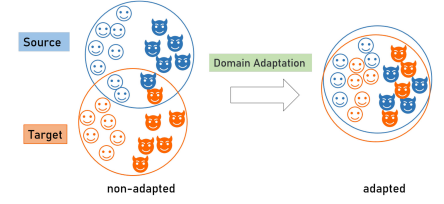 Source
Domain Adaptation
Target
non-adapted
adapted